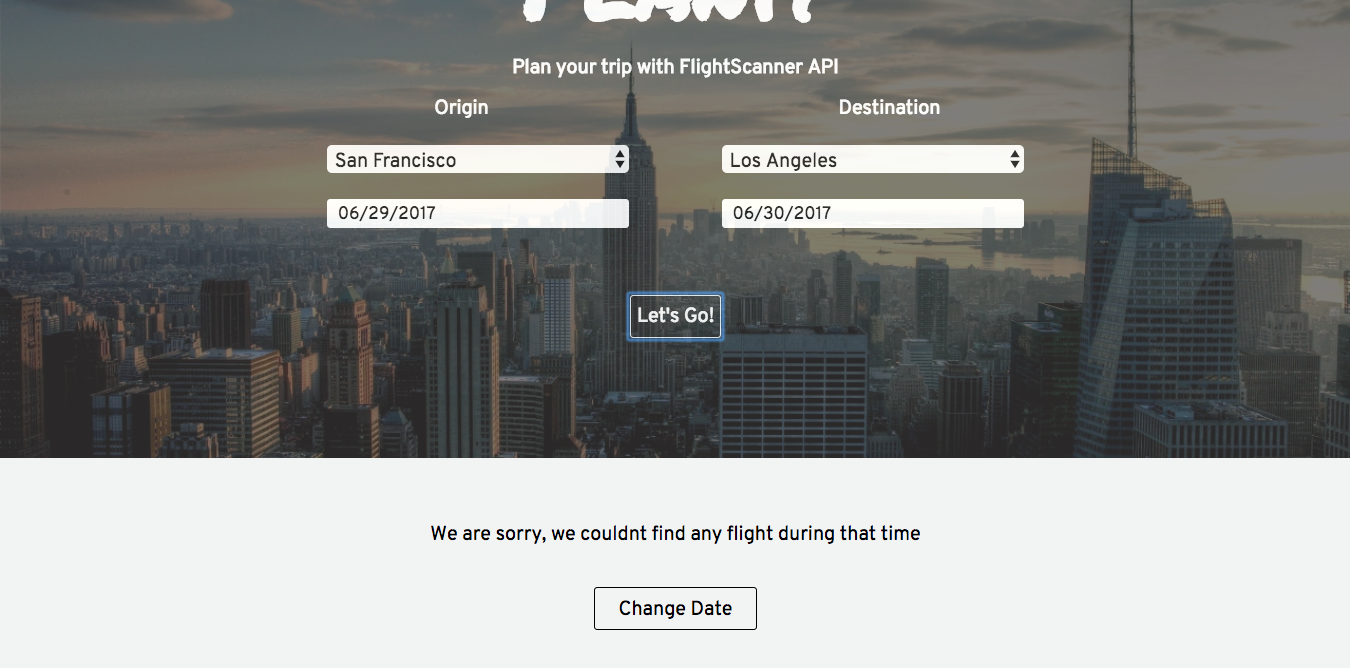 Plan your trip with FlightScanner API
Origin
Destination
San Francisco
Los Angeles
06/29/2017
06/30/2017
Let's Go!
We are sorry, we couldnt find any flight during that time
Change Date